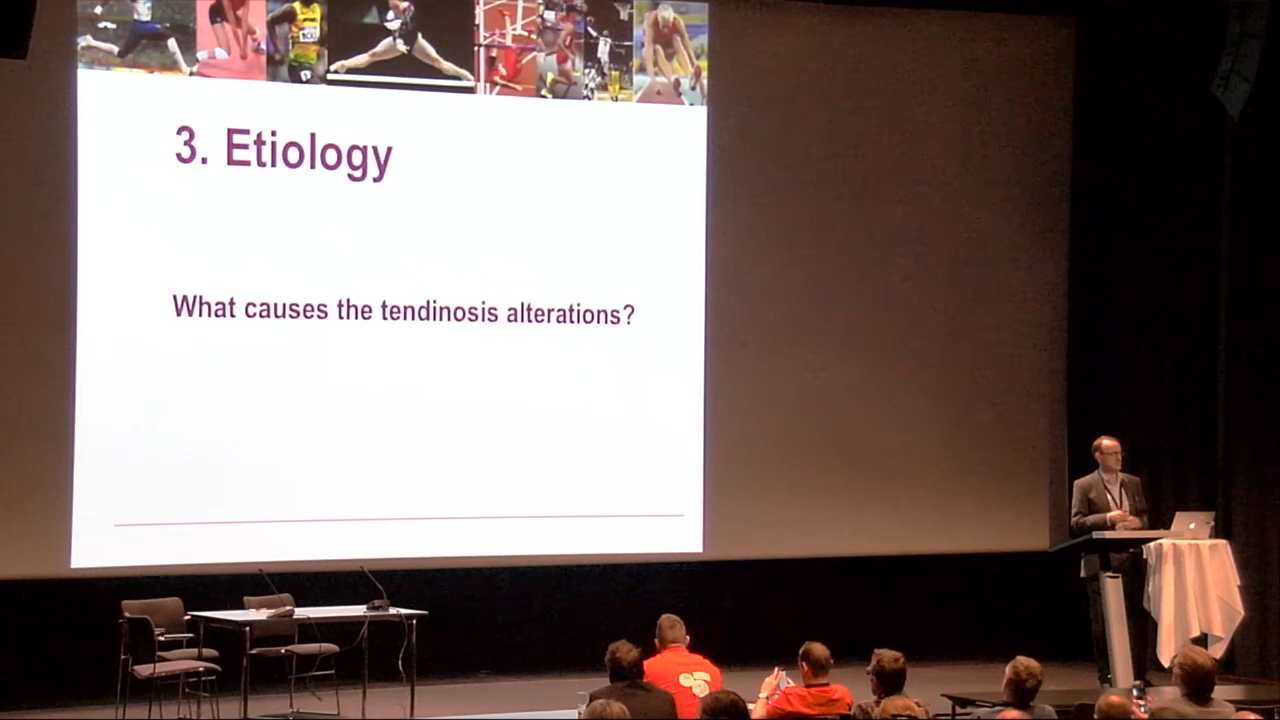 3. Etiology
What causes the tendinosis alterations?